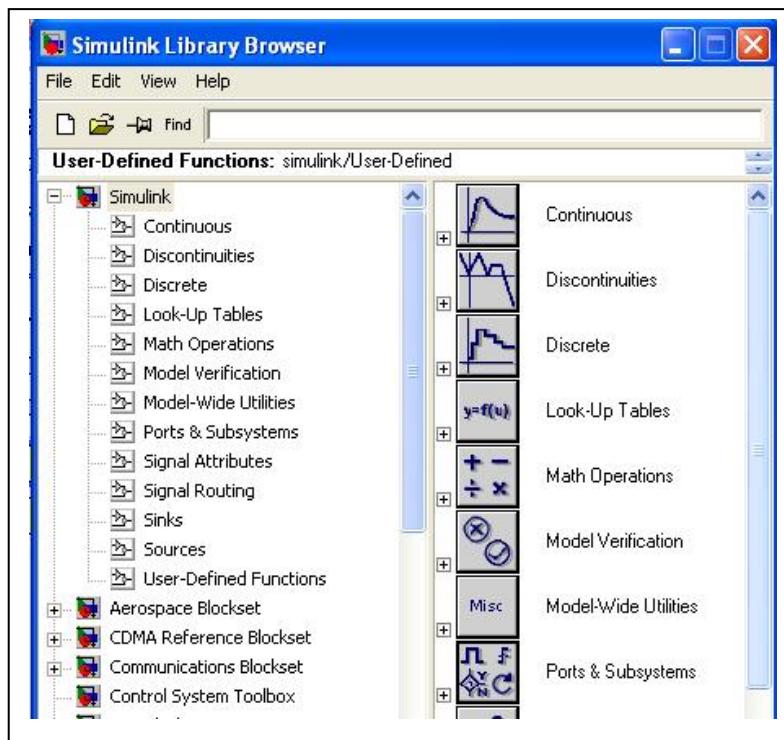 Simulink Library Browser
File Edit View Help
Find
User-Defined Functions: simulink/User-Defined
Simulink
Continuous
Discontinuities
Discrete
Look-Up Tables
Math Operations
Model Verification
Model-Wide Utilities
Ports & Subsystems
Signal Attributes
Signal Routing
Sinks
Sources
User-Defined Functions
Aerospace Blockset
CDMA Reference Blockset
Communications Blockset
Control System Toolbox
Continuous
Discontinuities
Discrete
y=f(u) Look-Up Tables
Math Operations
Model Verification
Misc Model-Wide Utilities
Ports & Subsystems